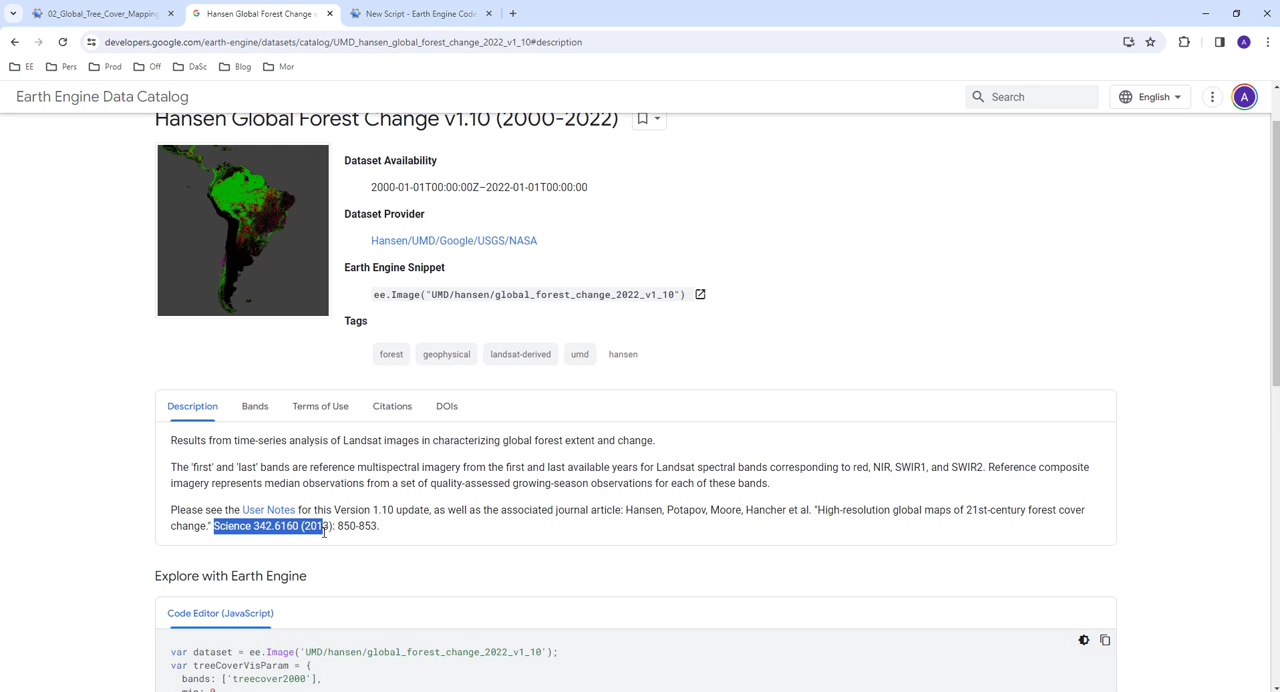 02_Global_Tree_Cover_Mapping
Hansen Global Forest Change v
New Script - Earth Engine Code
developers.google.com/earth-engine/datasets/catalog/UMD_hansen_global_forest_change_2022_v1_10#description
A
EE Pers Prod Off DaSc Blog Mor
Earth Engine Data Catalog
Search
English
A
Hansen Global Forest Change v1.10 (2000-2022)
Dataset Availability
2000-01-01T00:00:00Z–2022-01-01T00:00:00
Dataset Provider
Hansen/UMD/Google/USGS/NASA
Earth Engine Snippet
ee.Image("UMD/hansen/global_forest_change_2022_v1_10")
Tags
forest geophysical landsat-derived umd hansen
Description Bands Terms of Use Citations DOIs
Results from time-series analysis of Landsat images in characterizing global forest extent and change.
The 'first' and 'last' bands are reference multispectral imagery from the first and last available years for Landsat spectral bands corresponding to red, NIR, SWIR1, and SWIR2. Reference composite
imagery represents median observations from a set of quality-assessed growing-season observations for each of these bands.
Please see the User Notes for this Version 1.10 update, as well as the associated journal article: Hansen, Potapov, Moore, Hancher et al. "High-resolution global maps of 21st-century forest cover
change." Science 342.6160 (2013): 850-853.
Explore with Earth Engine
Code Editor (JavaScript)
var dataset = ee.Image('UMD/hansen/global_forest_change_2022_v1_10');
var treeCoverVisParam = {
bands: ['treecover2000'],
min: 0,